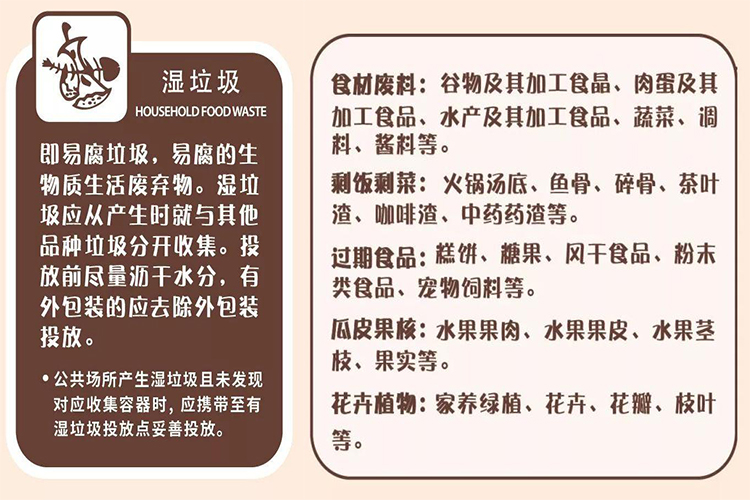 湿垃圾
HOUSEHOLD FOOD WASTE
即易腐垃圾，易腐的生
物质生活废弃物。湿垃
圾应从产生时就与其他
品种垃圾分开收集。投
放前尽量沥干水分，有
外包装的应去除外包装
投放。
•公共场所产生湿垃圾且未发现
对应收集容器时，应携带至有
湿垃圾投放点妥善投放。
食材废料：谷物及其加工食品、肉蛋及其
加工食品、水产及其加工食品、蔬菜、调
料、酱料等。
剩饭剩菜：火锅汤底、鱼骨、碎骨、茶叶
渣、咖啡渣、中药药渣等。
过期食品：糕饼、糖果、风干食品、粉末
类食品、宠物饲料等。
瓜皮果核：水果果肉、水果果皮、水果茎
枝、果实等。
花卉植物：家养绿植、花卉、花瓣、枝叶
等。